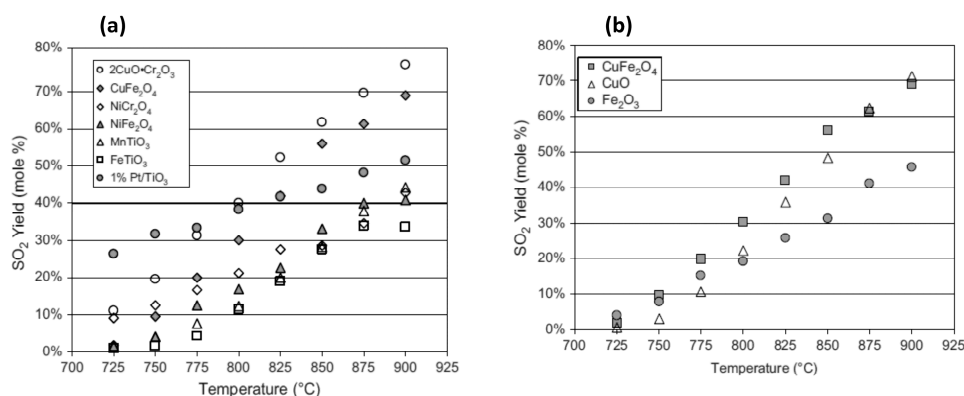 (a)
80%
70%
60%
50%
40%
30%
20%
10%
0%
SO₂ Yield (mole %)
2CuO•Cr₂O₃
CuFe₂O₄
NiCr₂O₄
NiFe₂O₄
MnTiO₃
FeTiO₃
1% Pt/TiO₃
700 725 750 775 800 825 850 875 900 925
Temperature (°C)
(b)
80%
70%
60%
50%
40%
30%
20%
10%
0%
SO₂ Yield (mole %)
CuFe₂O₄
CuO
Fe₂O₃
700 725 750 775 800 825 850 875 900 925
Temperature (°C)